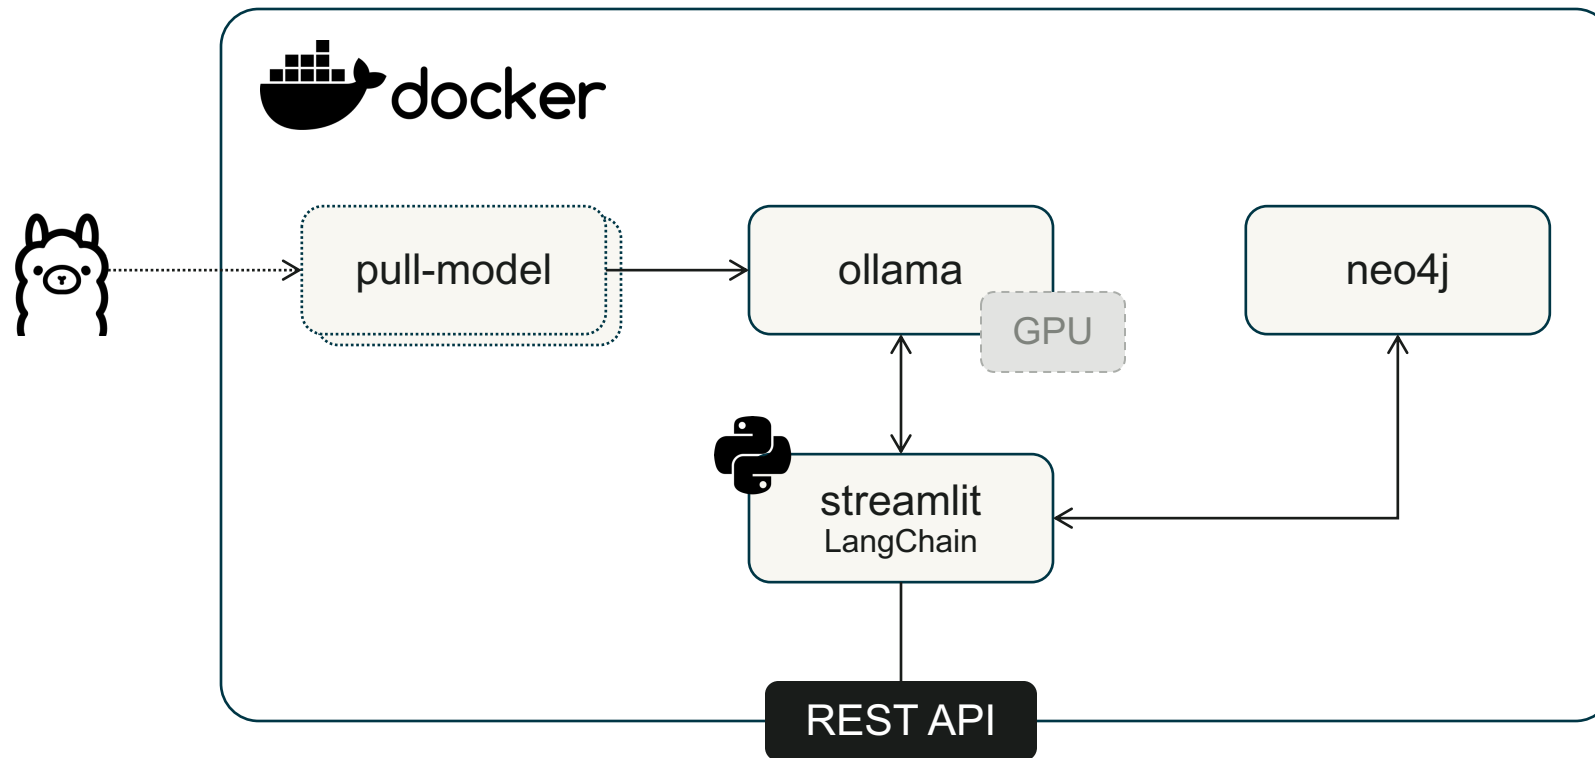 docker
pull-model
ollama
neo4j
GPU
streamlit
LangChain
REST API